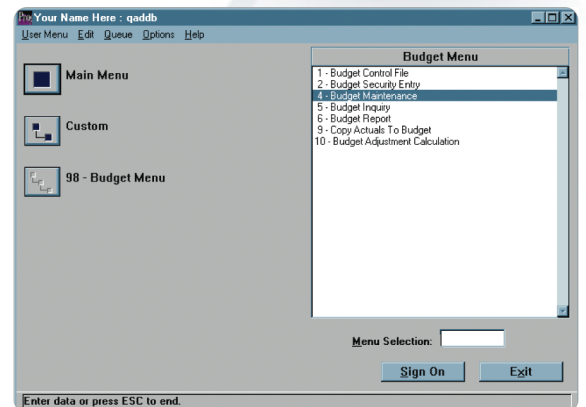 Your Name Here : qaddb
User Menu Edit Queue Options Help
Main Menu
Custom
98 - Budget Menu
Budget Menu
1 - Budget Control File
2 - Budget Security Entry
4 - Budget Maintenance
5 - Budget Inquiry
6 - Budget Report
9 - Copy Actuals To Budget
10 - Budget Adjustment Calculation
Menu Selection:
Sign On
Exit
Enter data or press ESC to end.